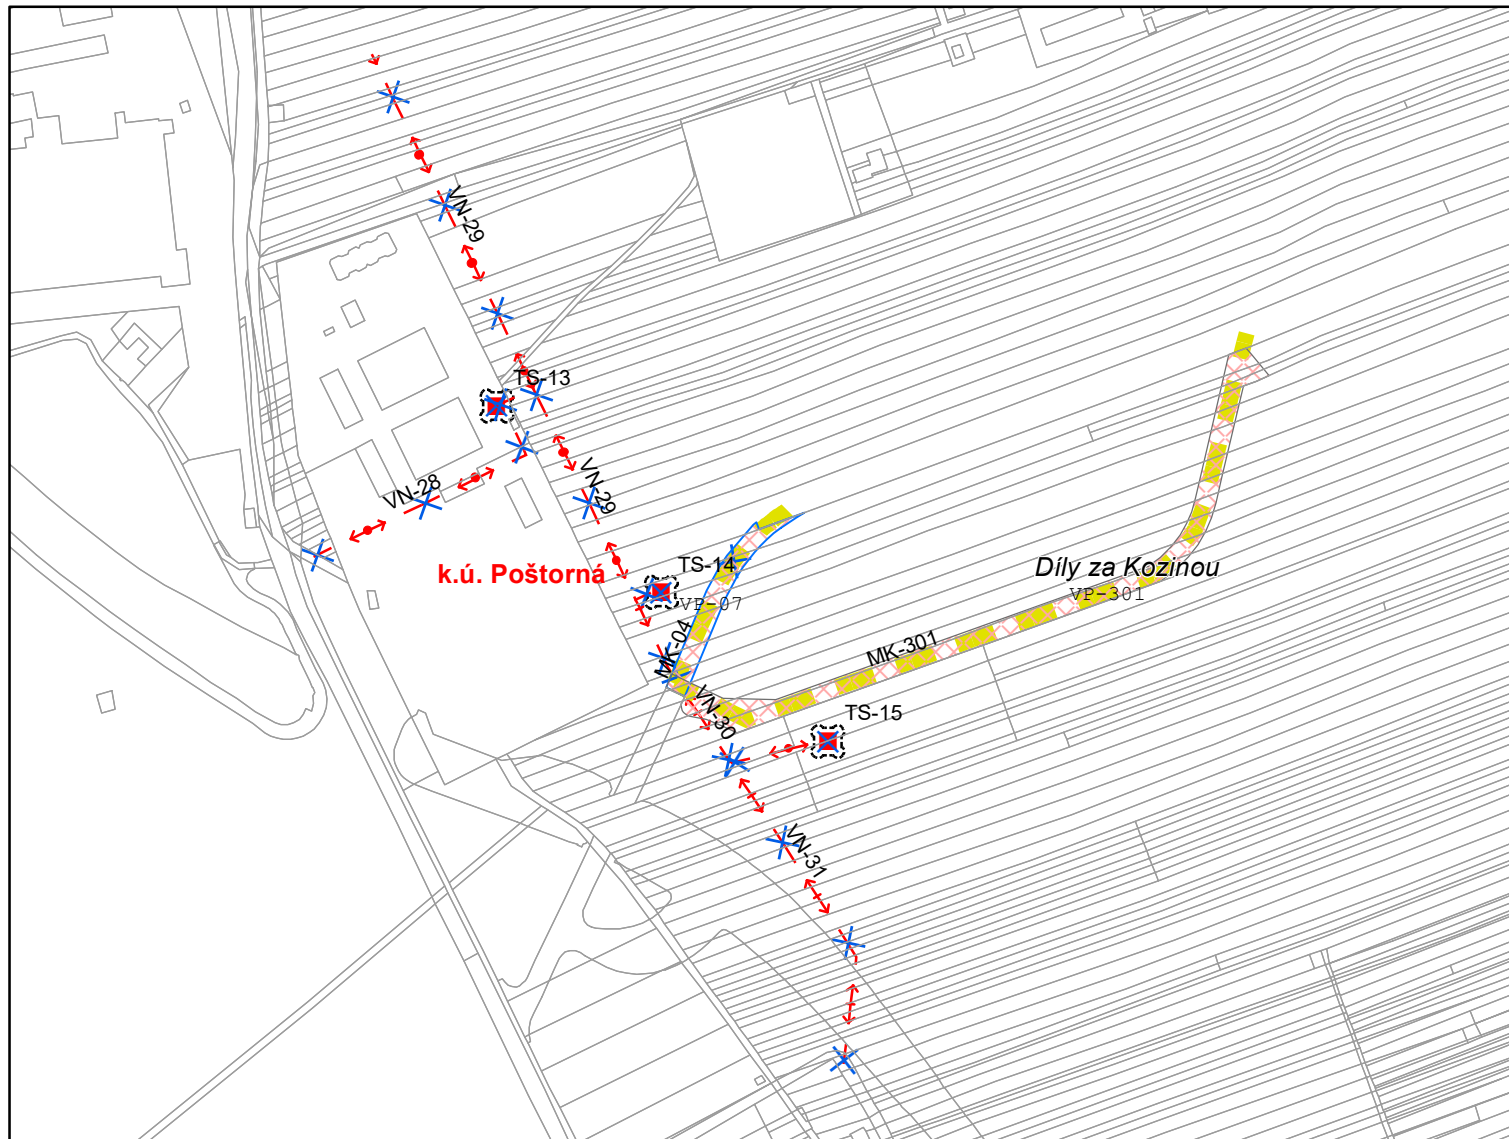 VN-29
TS-13
VN-29
VN-28
TS-14
k.ú. Poštorná
VP-07
Díly za Kozinou
VP-301
MK-04
MK-301
VN-30
TS-15
VN-31